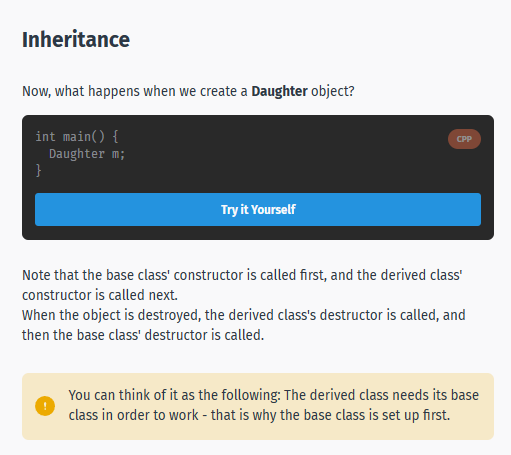 Inheritance
Now, what happens when we create a Daughter object?
int main() {
CPP
  Daughter m;
}
Try it Yourself
Note that the base class' constructor is called first, and the derived class'
constructor is called next.
When the object is destroyed, the derived class's destructor is called, and
then the base class' destructor is called.
!
You can think of it as the following: The derived class needs its base
class in order to work - that is why the base class is set up first.